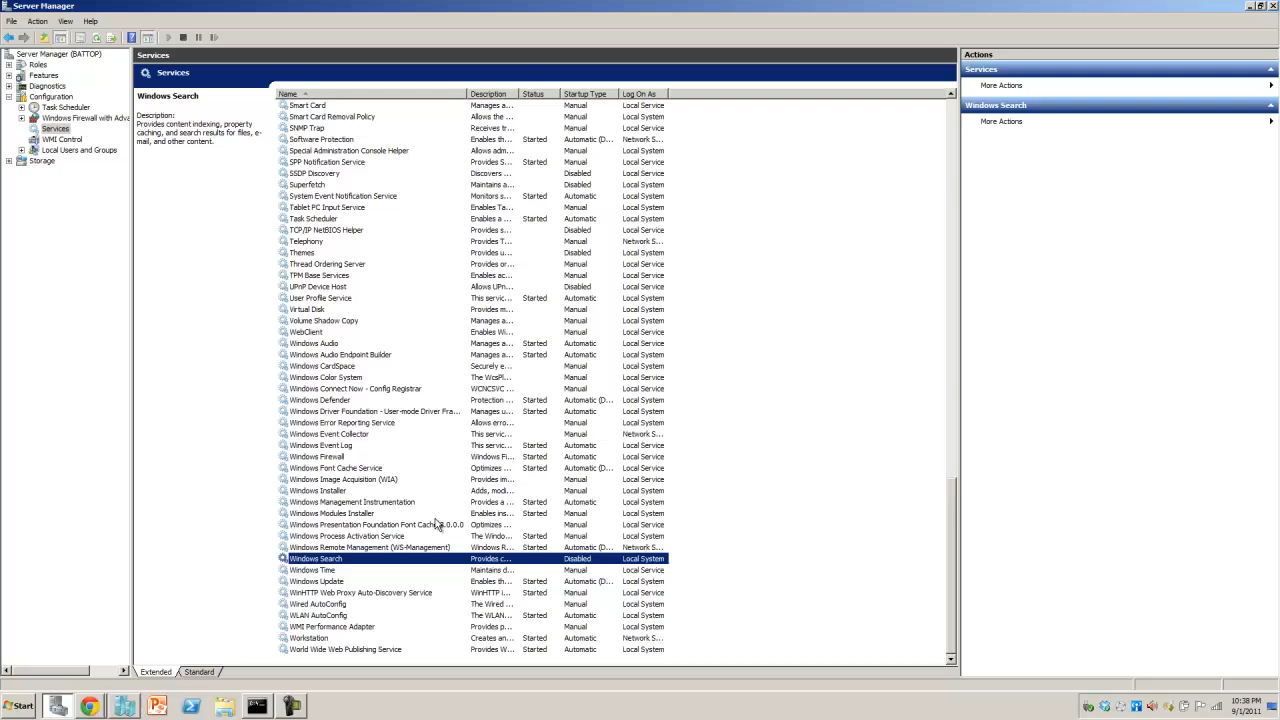 Server Manager
File Action View Help
Server Manager (BATTOP)
Roles
Features
Diagnostics
Configuration
Task Scheduler
Windows Firewall with Adva
Services
WMI Control
Local Users and Groups
Storage
Services
Services
Windows Search
Description:
Provides content indexing, property
caching, and search results for files, e-
mail, and other content.
Name Description Status Startup Type Log On As
Smart Card Manages a... Manual Local Service
Smart Card Removal Policy Allows the ... Manual Local System
SNMP Trap Receives tr... Manual Local Service
Software Protection Enables th... Started Automatic (D... Network S...
Special Administration Console Helper Allows adm... Manual Local System
SPP Notification Service Provides S... Started Manual Local Service
SSDP Discovery Discovers ... Disabled Local Service
Superfetch Maintains a... Disabled Local System
System Event Notification Service Monitors s... Started Automatic Local System
Tablet PC Input Service Enables Ta... Manual Local System
Task Scheduler Enables a ... Started Automatic Local System
TCP/IP NetBIOS Helper Provides s... Disabled Local Service
Telephony Provides T... Manual Network S...
Themes Provides u... Disabled Local System
Thread Ordering Server Provides or... Manual Local Service
TPM Base Services Enables ac... Manual Local Service
UPnP Device Host Allows UPn... Disabled Local Service
User Profile Service This servic... Started Automatic Local System
Virtual Disk Provides m... Manual Local System
Volume Shadow Copy Manages a... Manual Local System
WebClient Enables Wi... Manual Local Service
Windows Audio Manages a... Started Automatic Local Service
Windows Audio Endpoint Builder Manages a... Started Automatic Local System
Windows CardSpace Securely e... Manual Local System
Windows Color System The WcsPl... Manual Local Service
Windows Connect Now - Config Registrar WCNCSVC ... Manual Local Service
Windows Defender Protection ... Started Automatic (D... Local System
Windows Driver Foundation - User-mode Driver Fra... Manages u... Started Automatic Local System
Windows Error Reporting Service Allows erro... Manual Local System
Windows Event Collector This servic... Manual Network S...
Windows Event Log This servic... Started Automatic Local Service
Windows Firewall Windows Fi... Started Automatic Local Service
Windows Font Cache Service Optimizes ... Started Automatic (D... Local Service
Windows Image Acquisition (WIA) Provides im... Manual Local Service
Windows Installer Adds, modi... Manual Local System
Windows Management Instrumentation Provides a ... Started Automatic Local System
Windows Modules Installer Enables ins... Started Manual Local System
Windows Presentation Foundation Font Cache 3.0.0.0 Optimizes ... Manual Local Service
Windows Process Activation Service The Windo... Started Manual Local System
Windows Remote Management (WS-Management) Windows R... Started Automatic (D... Network S...
Windows Search Provides c... Disabled Local System
Windows Time Maintains d... Manual Local Service
Windows Update Enables th... Started Automatic (D... Local System
WinHTTP Web Proxy Auto-Discovery Service WinHTTP i... Started Manual Local Service
Wired AutoConfig The Wired ... Manual Local System
WLAN AutoConfig The WLAN... Started Automatic Local System
WMI Performance Adapter Provides p... Manual Local System
Workstation Creates an... Started Automatic Network S...
World Wide Web Publishing Service Provides W... Started Automatic Local System
Extended Standard
Actions
Services
More Actions
Windows Search
More Actions
Start
10:38 PM
9/1/2011